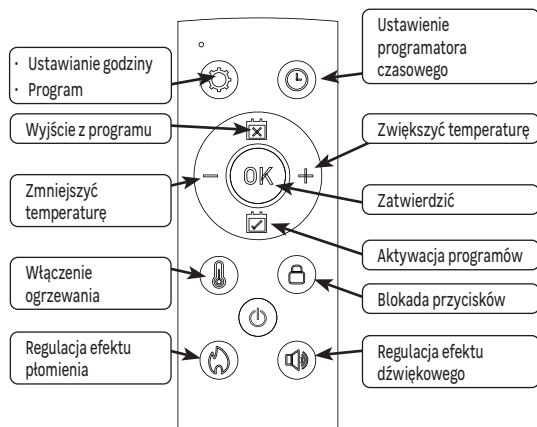 · Ustawianie godziny
· Program
Wyjście z programu
Zmniejszyć
temperaturę
Włączenie
ogrzewania
Regulacja efektu
płomienia
OK
Ustawienie
programatora
czasowego
Zwiększyć temperaturę
Zatwierdzić
Aktywacja programów
Blokada przycisków
Regulacja efektu
dźwiękowego